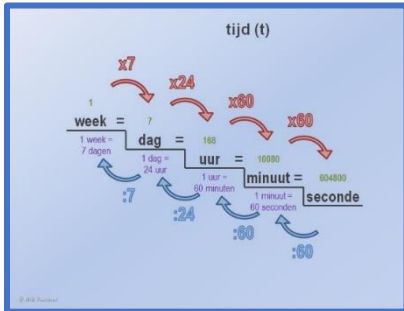 tijd (t)
x7
x24
x60
x60
1
week =
7
dag =
168
uur =
10080
minuut =
604800
seconde
1 week =
7 dagen
1 dag =
24 uur
1 uur =
60 minuten
1 minuut =
60 seconden
:7
:24
:60
:60